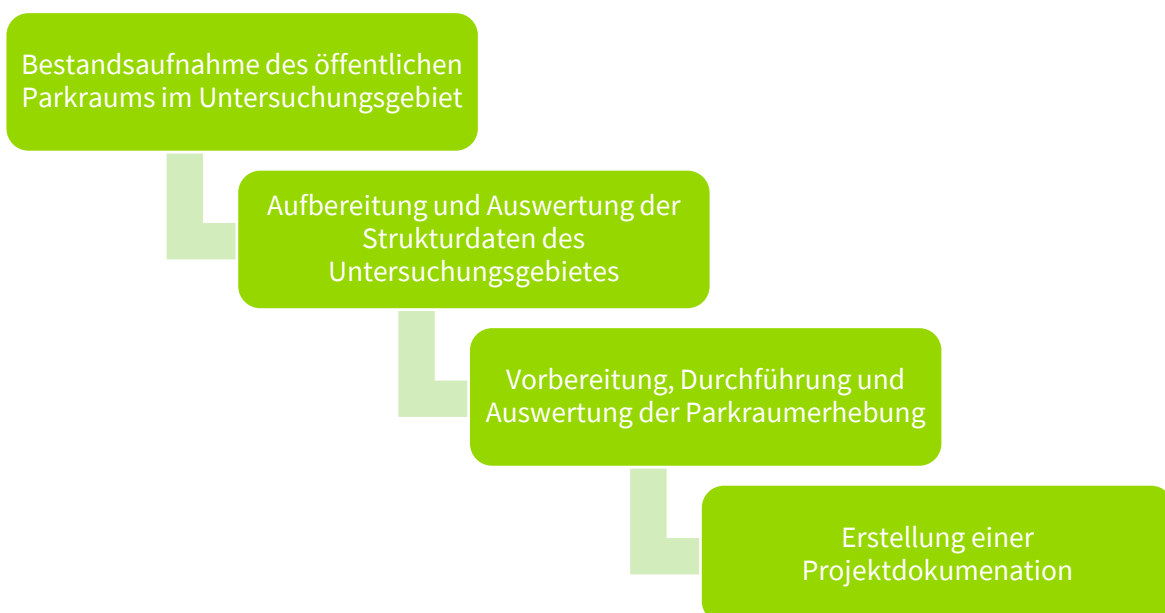 Bestandsaufnahme des öffentlichen
Parkraums im Untersuchungsgebiet
Aufbereitung und Auswertung der
Strukturdaten des
Untersuchungsgebietes
Vorbereitung, Durchführung und
Auswertung der Parkraumerhebung
Erstellung einer
Projektdokumenation